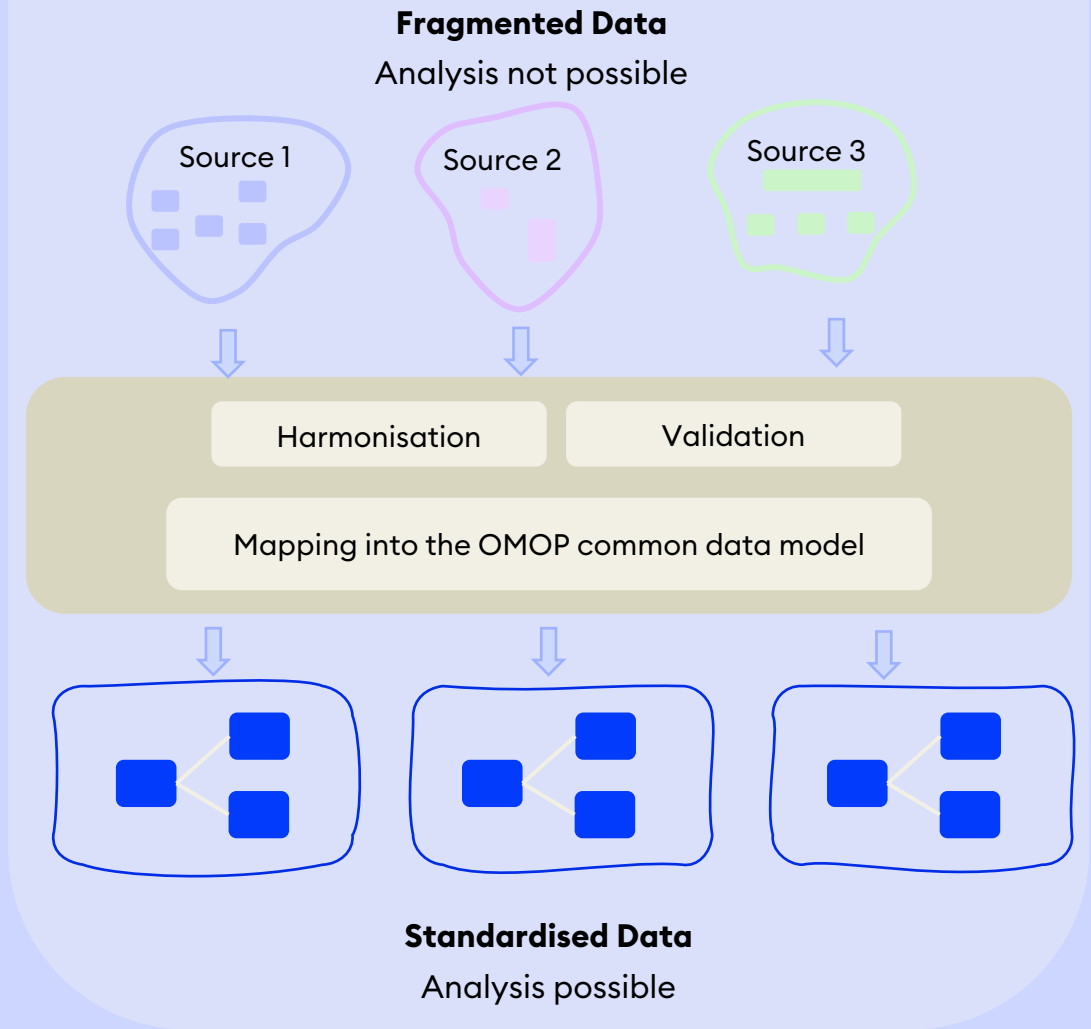 Fragmented Data
Analysis not possible
Source 1
Source 2
Source 3
Harmonisation
Validation
Mapping into the OMOP common data model
Standardised Data
Analysis possible